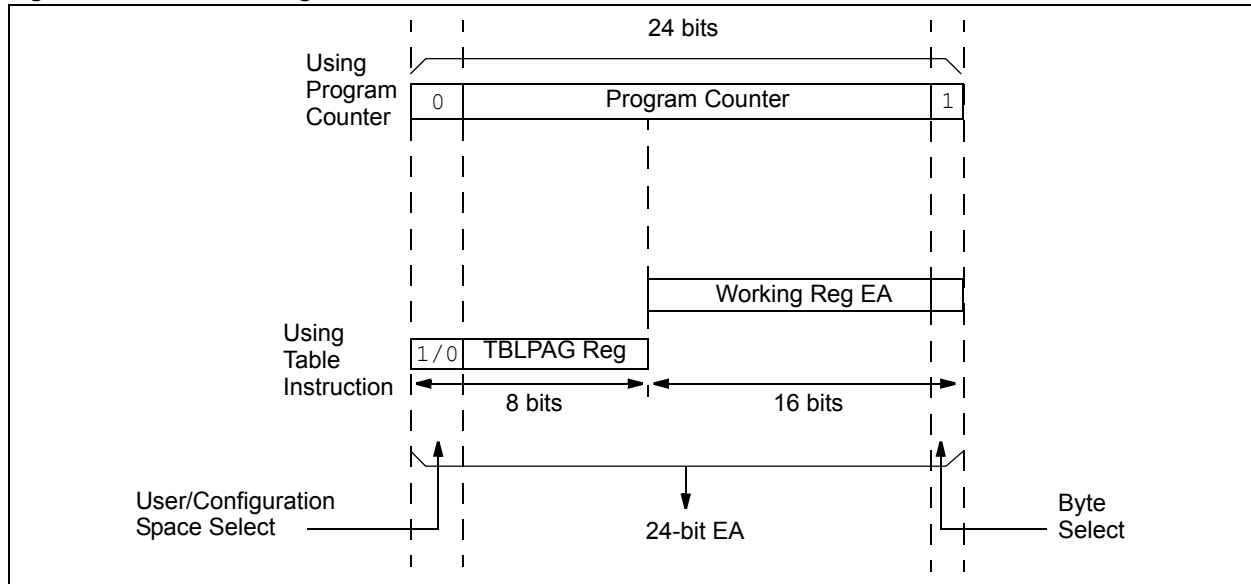 24 bits
Using
Program
Counter
0
Program Counter
1
Working Reg EA
Using
Table
Instruction
1/0
TBLPAG Reg
8 bits
16 bits
User/Configuration
Space Select
24-bit EA
Byte
Select